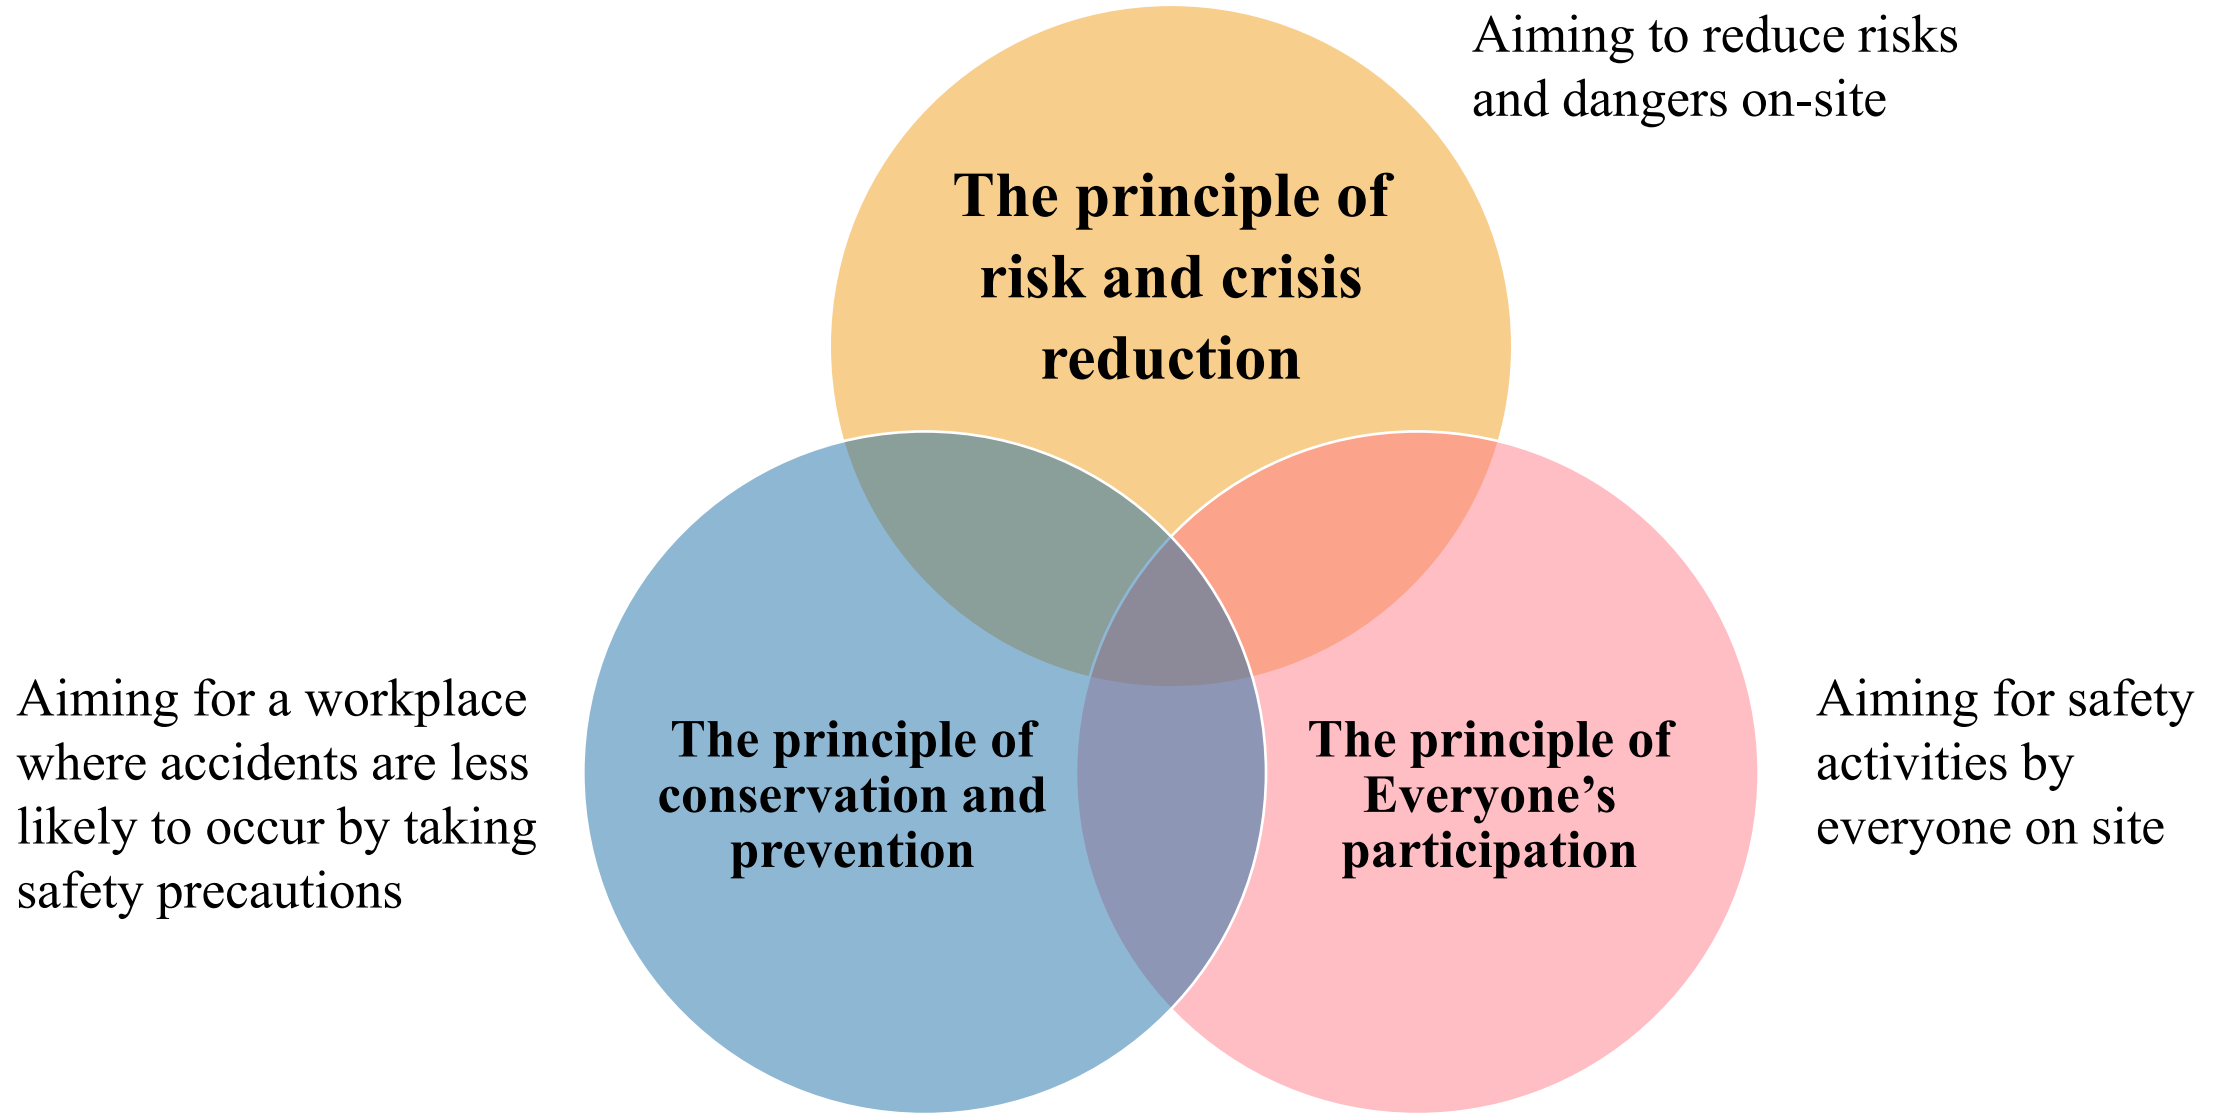 Aiming to reduce risks
and dangers on-site
The principle of
risk and crisis
reduction
Aiming for a workplace
where accidents are less
likely to occur by taking
safety precautions
The principle of
conservation and
prevention
The principle of
Everyone’s
participation
Aiming for safety
activities by
everyone on site